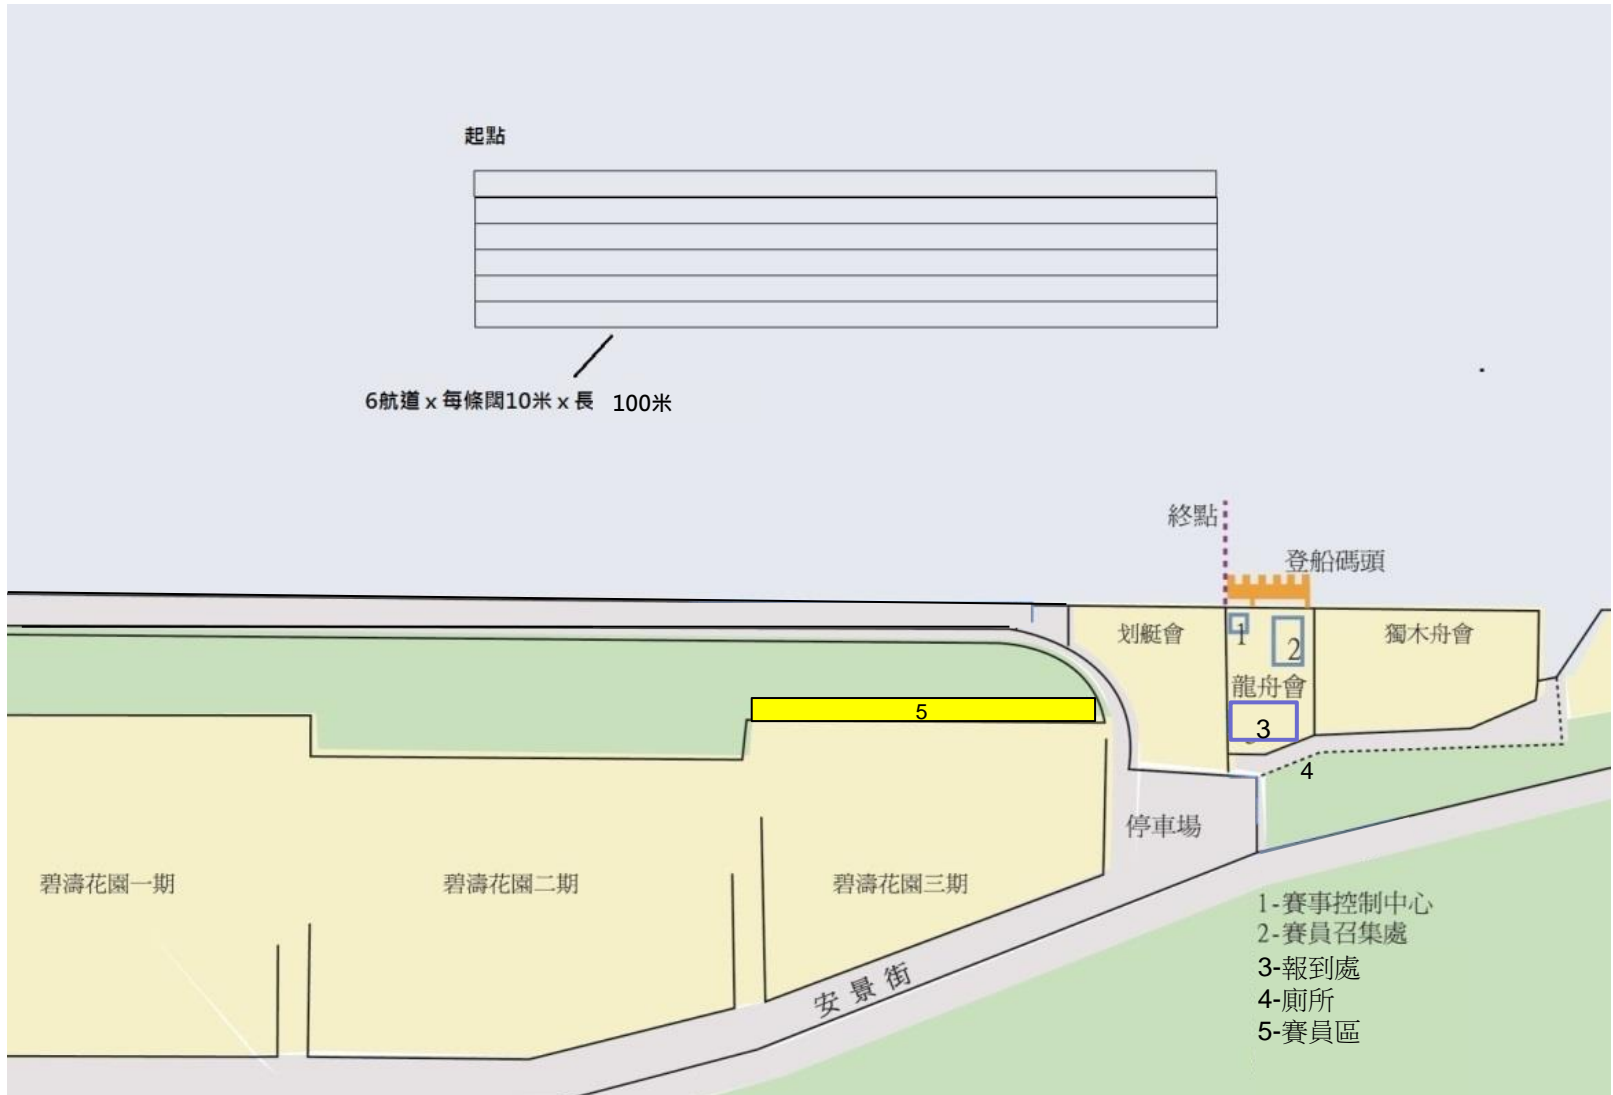 起點
6航道 x 每條闊10米 x 長 100米
終點
登船碼頭
划艇會
1
2
獨木舟會
龍舟會
5
3
4
停車場
碧濤花園一期
碧濤花園二期
碧濤花園三期
安景街
1-賽事控制中心
2-賽員召集處
3-報到處
4-廁所
5-賽員區